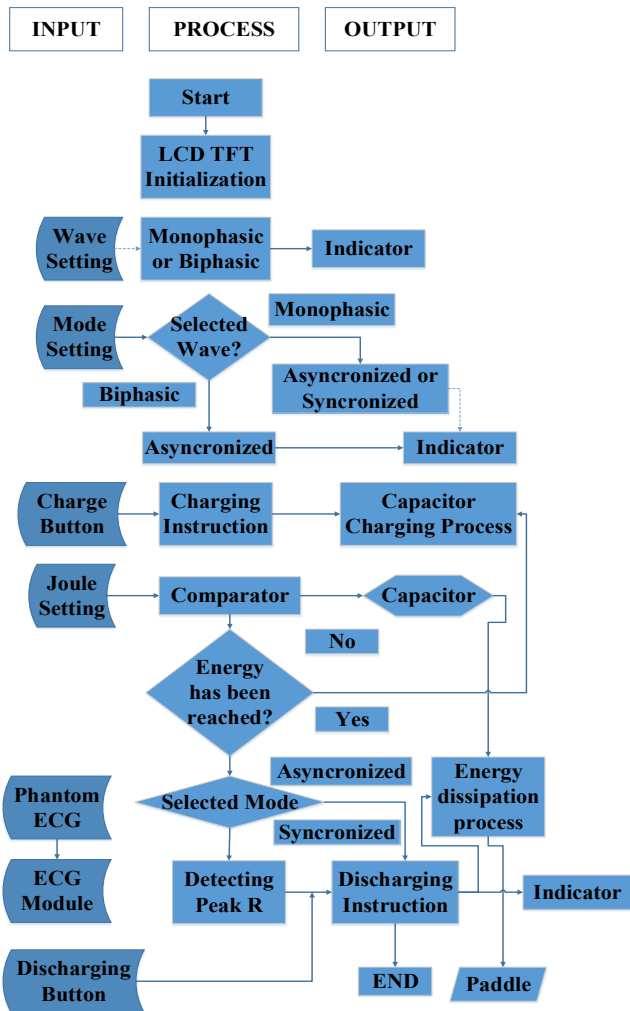 INPUT
PROCESS
OUTPUT
Start
LCD TFT
Initialization
Wave
Setting
Monophasic
or Biphasic
Indicator
Mode
Setting
Selected
Wave?
Monophasic
Asyncronized or
Syncronized
Biphasic
Asyncronized
Indicator
Charge
Button
Charging
Instruction
Capacitor
Charging Process
Joule
Setting
Comparator
Capacitor
No
Energy
has been
reached?
Yes
Asyncronized
Energy
dissipation
process
Phantom
ECG
Selected Mode
Syncronized
ECG
Module
Detecting
Peak R
Discharging
Instruction
Indicator
Discharging
Button
END
Paddle